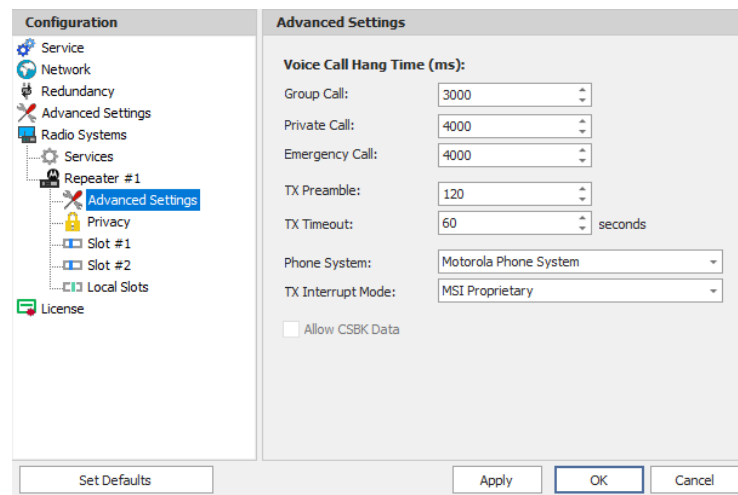 Configuration
Service
Network
Redundancy
Advanced Settings
Radio Systems
Services
Repeater #1
Advanced Settings
Privacy
Slot #1
Slot #2
Local Slots
License
Advanced Settings
Voice Call Hang Time (ms):
Group Call: 3000
Private Call: 4000
Emergency Call: 4000
TX Preamble: 120
TX Timeout: 60 seconds
Phone System: Motorola Phone System
TX Interrupt Mode: MSI Proprietary
Allow CSBK Data
Set Defaults Apply OK Cancel